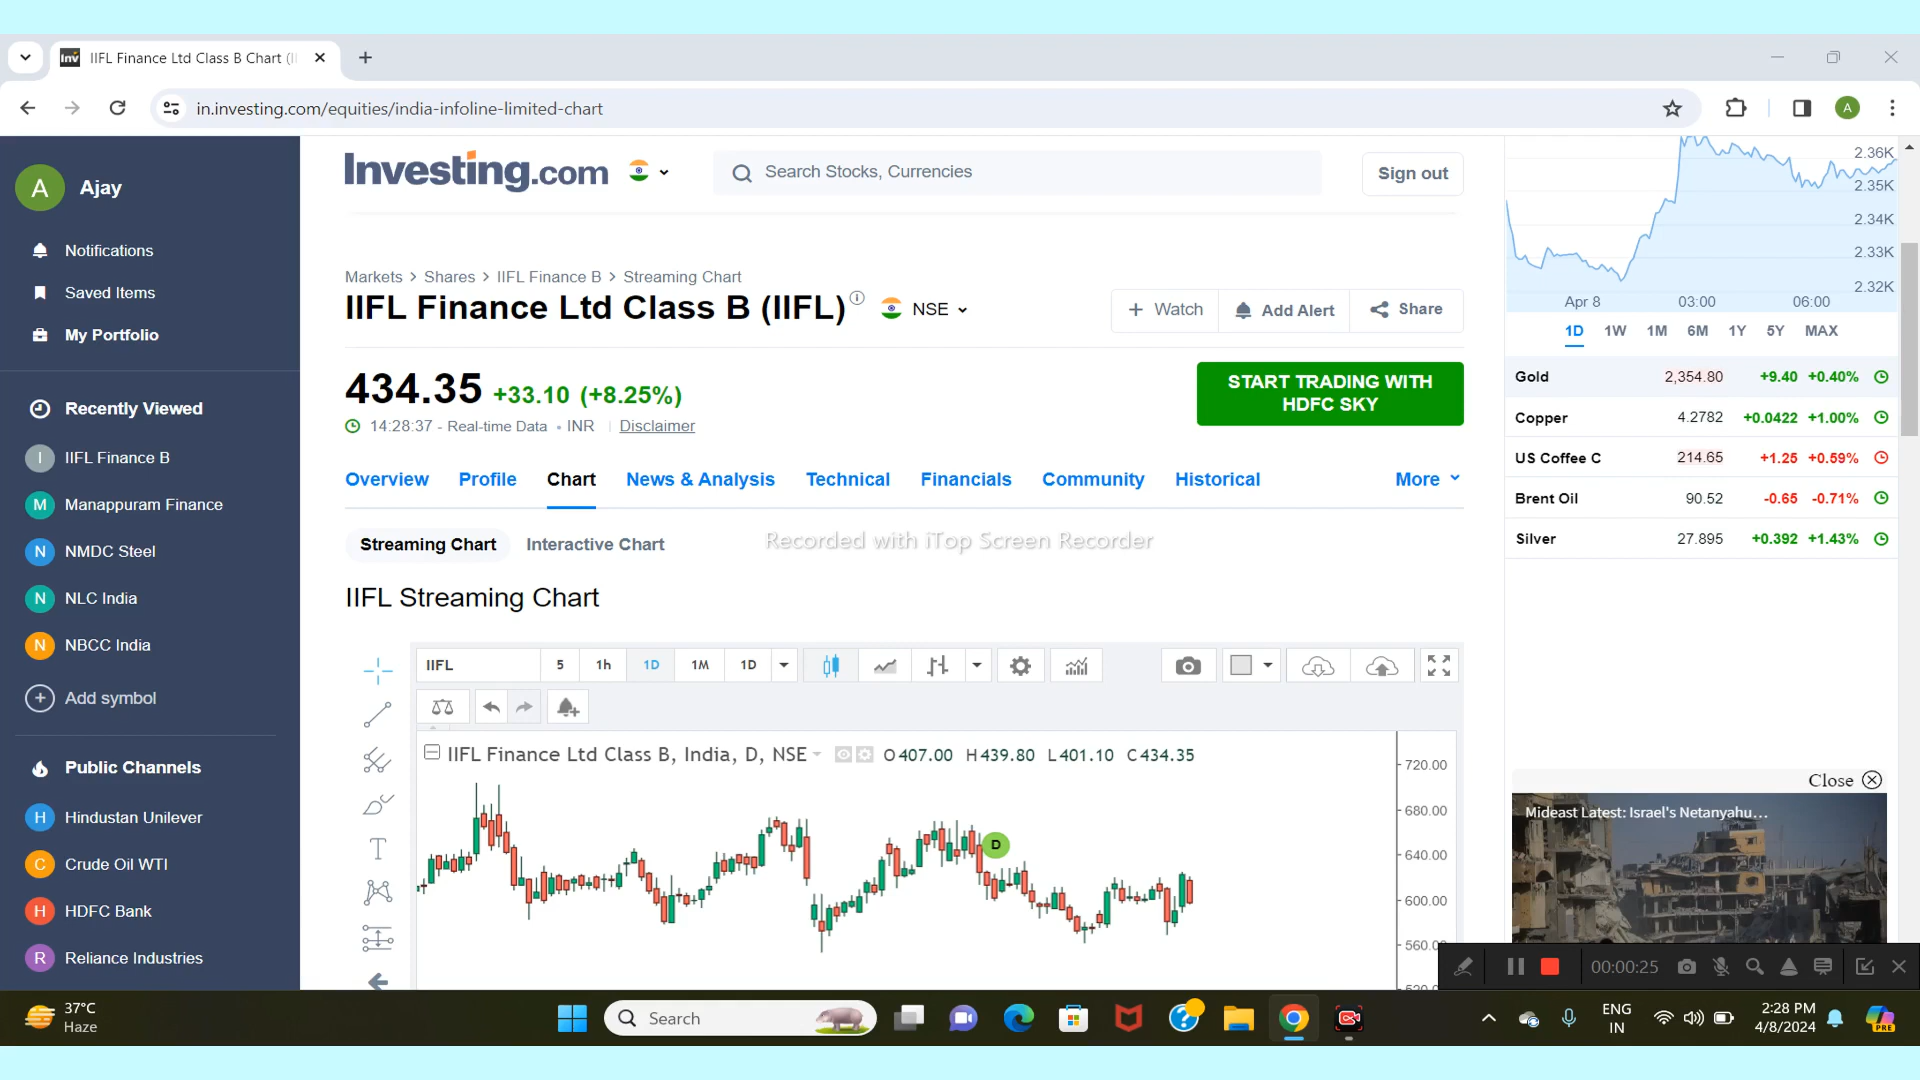 IIFL Finance Ltd Class B Chart (I
in.investing.com/equities/india-infoline-limited-chart
A
A
Ajay
Notifications
Saved Items
My Portfolio
Recently Viewed
I IIFL Finance B
M Manappuram Finance
N NMDC Steel
N NLC India
N NBCC India
Add symbol
Public Channels
H Hindustan Unilever
C Crude Oil WTI
H HDFC Bank
R Reliance Industries
Investing.com
Search Stocks, Currencies
Sign out
Markets > Shares > IIFL Finance B > Streaming Chart
IIFL Finance Ltd Class B (IIFL)
NSE
+ Watch
Add Alert
Share
434.35 +33.10 (+8.25%)
14:28:37 - Real-time Data • INR | Disclaimer
START TRADING WITH
HDFC SKY
Overview Profile Chart News & Analysis Technical Financials Community Historical More
Streaming Chart Interactive Chart
Recorded with iTop Screen Recorder
IIFL Streaming Chart
IIFL 5 1h 1D 1M 1D
IIFL Finance Ltd Class B, India, D, NSE O407.00 H439.80 L401.10 C434.35
720.00
680.00
D
640.00
600.00
560.00
2.36K
2.35K
2.34K
2.33K
2.32K
Apr 8 03:00 06:00
1D 1W 1M 6M 1Y 5Y MAX
Gold 2,354.80 +9.40 +0.40%
Copper 4.2782 +0.0422 +1.00%
US Coffee C 214.65 +1.25 +0.59%
Brent Oil 90.52 -0.65 -0.71%
Silver 27.895 +0.392 +1.43%
Close
Mideast Latest: Israel's Netanyahu...
00:00:25
37°C
Haze
Search
ENG
IN
2:28 PM
4/8/2024
PRE